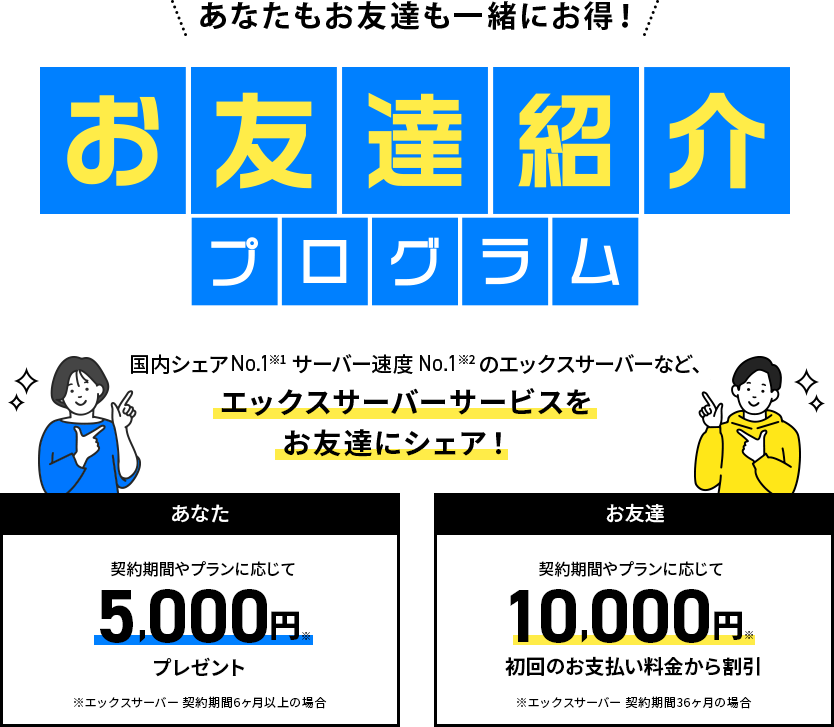 あなたもお友達も一緒にお得！
お友達紹介
プログラム
国内シェアNo.1※1 サーバー速度 No.1※2 のエックスサーバーなど、
エックスサーバーサービスを
お友達にシェア！
あなた
契約期間やプランに応じて
5,000円※
プレゼント
※エックスサーバー 契約期間6ヶ月以上の場合
お友達
契約期間やプランに応じて
10,000円※
初回のお支払い料金から割引
※エックスサーバー 契約期間36ヶ月の場合